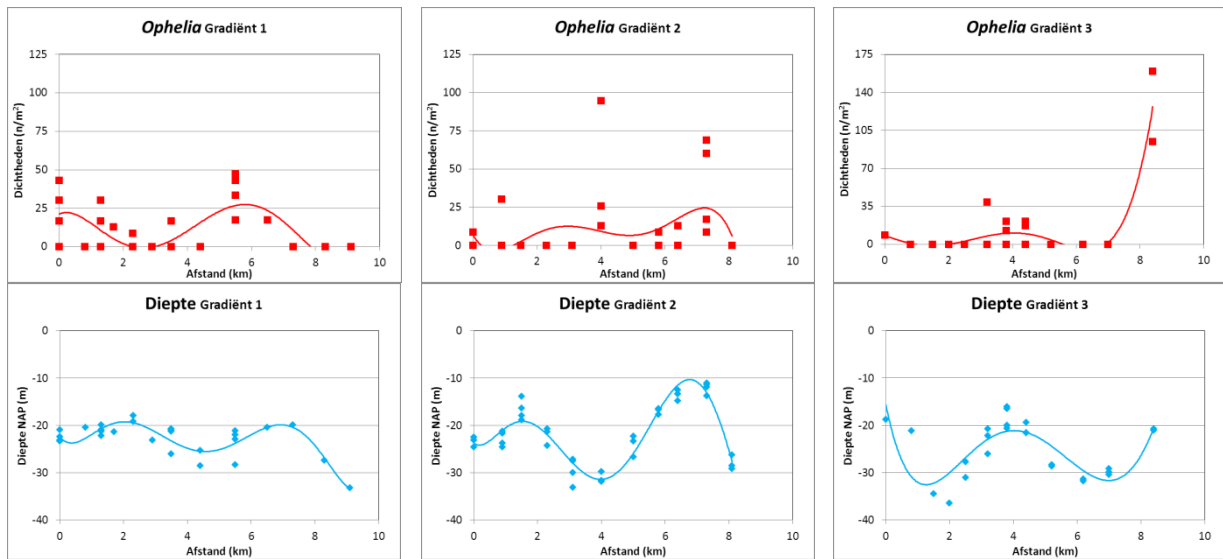 Ophelia Gradiënt 1
Dichtheden (n/m²)
125
100
75
50
25
0
0 2 4 6 8 10
Afstand (km)
Ophelia Gradiënt 2
Dichtheden (n/m²)
125
100
75
50
25
0
0 2 4 6 8 10
Afstand (km)
Ophelia Gradiënt 3
Dichtheden (n/m²)
175
140
105
70
35
0
0 2 4 6 8 10
Afstand (km)
Diepte Gradiënt 1
Diepte NAP (m)
0
-10
-20
-30
-40
0 2 4 6 8 10
Afstand (km)
Diepte Gradiënt 2
Diepte NAP (m)
0
-10
-20
-30
-40
0 2 4 6 8 10
Afstand (km)
Diepte Gradiënt 3
Diepte NAP (m)
0
-10
-20
-30
-40
0 2 4 6 8 10
Afstand (km)